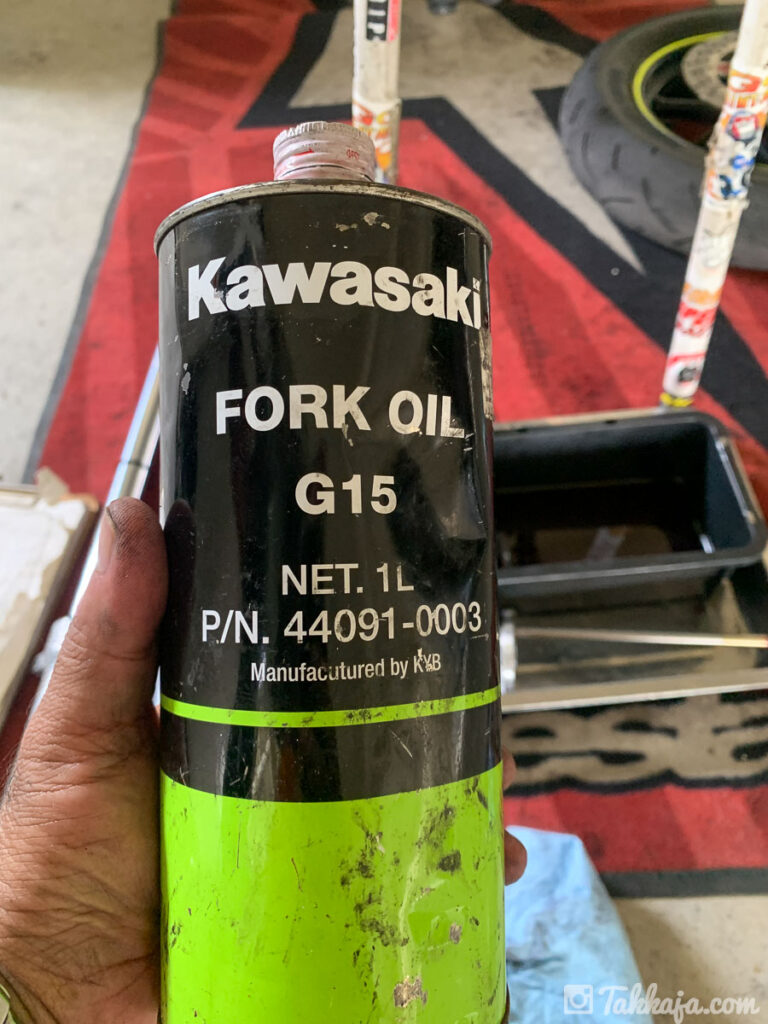 Kawasaki
FORK OIL
G15
NET. 1L
P/N. 44091-0003
Manufacutured by KYB
Takkaja.com